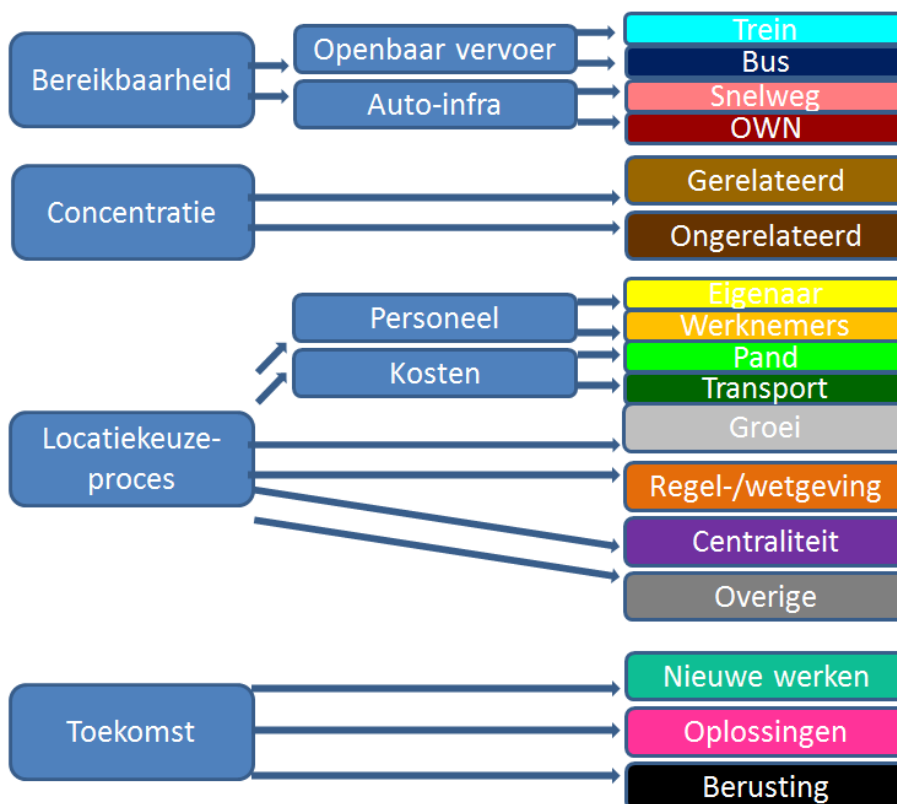 Bereikbaarheid
Openbaar vervoer
Auto-infra
Trein
Bus
Snelweg
OWN
Concentratie
Gerelateerd
Ongerelateerd
Locatiekeuze-
proces
Personeel
Kosten
Eigenaar
Werknemers
Pand
Transport
Groei
Regel-/wetgeving
Centraliteit
Overige
Toekomst
Nieuwe werken
Oplossingen
Berusting